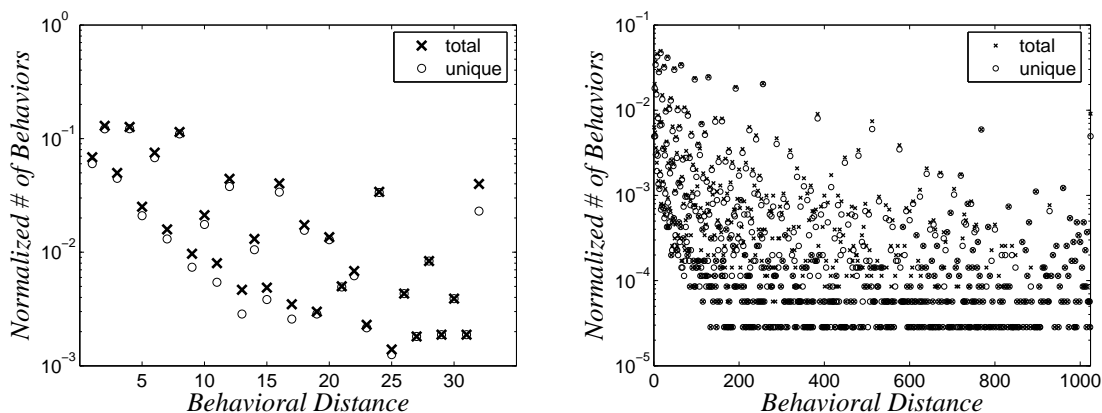 10^0
10^-1
10^-2
10^-3
5 10 15 20 25 30
Behavioral Distance
Normalized # of Behaviors
total
unique
10^-1
10^-2
10^-3
10^-4
10^-5
0 200 400 600 800 1000
Behavioral Distance
Normalized # of Behaviors
total
unique